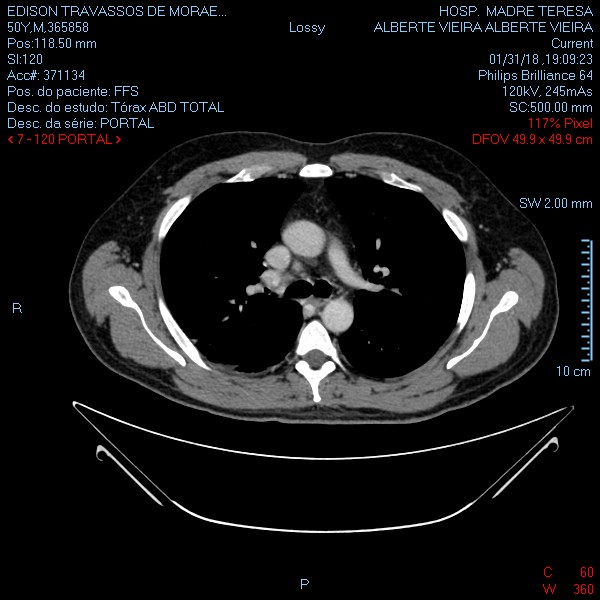 EDISON TRAVASSOS DE MORAE...
50Y,M,365858
Pos:118.50 mm
SI:120
Acc#: 371134
Pos. do paciente: FFS
Desc. do estudo: Tórax ABD TOTAL
Desc. da série: PORTAL
< 7 - 120 PORTAL >
Lossy
HOSP. MADRE TERESA
ALBERTE VIEIRA ALBERTE VIEIRA
Current
01/31/18 ,19:09:23
Philips Brilliance 64
120kV, 245mAs
SC:500.00 mm
117% Pixel
DFOV 49.9 x 49.9 cm
SW 2.00 mm
R
10 cm
P
C 60
W 360